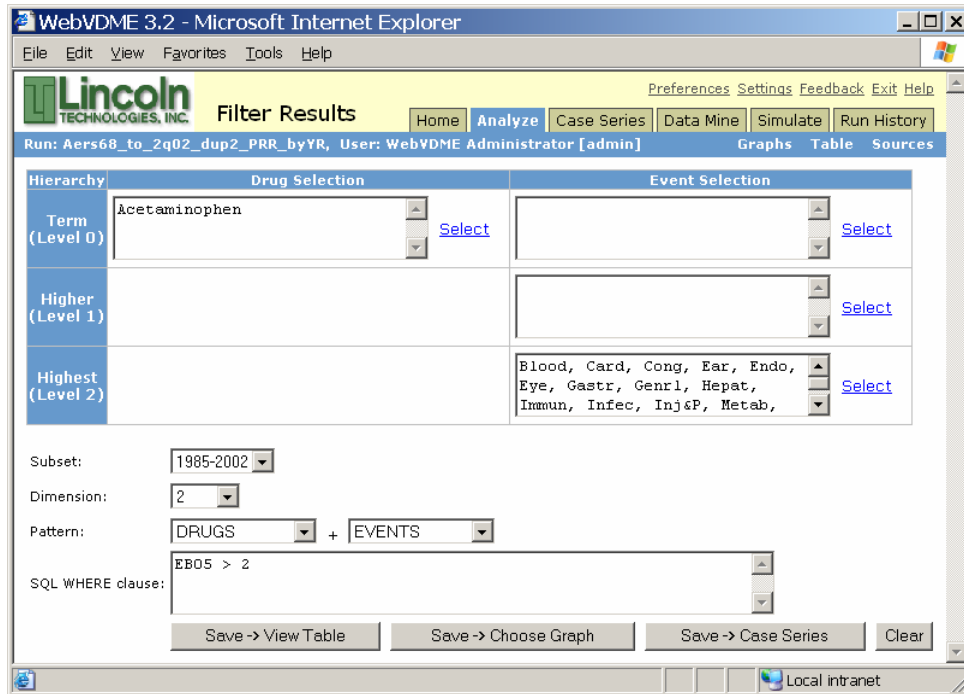 WebVDME 3.2 - Microsoft Internet Explorer
File Edit View Favorites Tools Help
Lincoln
TECHNOLOGIES, INC.
Filter Results
Preferences Settings Feedback Exit Help
Home Analyze Case Series Data Mine Simulate Run History
Run: Aers68_to_2q02_dup2_PRR_byYR, User: WebVDME Administrator [admin] Graphs Table Sources
Hierarchy Drug Selection Event Selection
Term
(Level 0)
Acetaminophen
Select
Select
Higher
(Level 1)
Select
Highest
(Level 2)
Blood, Card, Cong, Ear, Endo,
Eye, Gastr, Genrl, Hepat,
Immun, Infec, Inj&P, Metab,
Select
Subset: 1985-2002
Dimension: 2
Pattern: DRUGS + EVENTS
SQL WHERE clause: EB05 > 2
Save -> View Table Save -> Choose Graph Save -> Case Series Clear
Local intranet